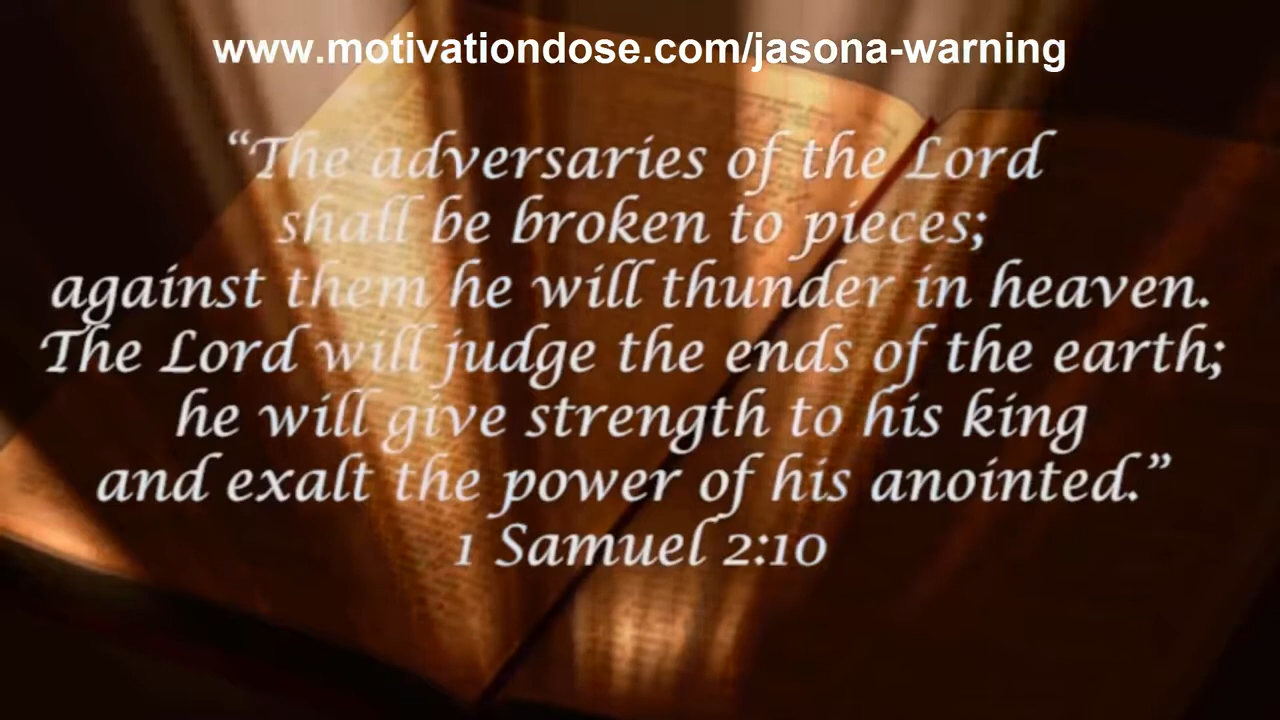 www.motivationdose.com/jasona-warning
“The adversaries of the Lord
shall be broken to pieces;
against them he will thunder in heaven.
The Lord will judge the ends of the earth;
he will give strength to his king
and exalt the power of his anointed.”
1 Samuel 2:10